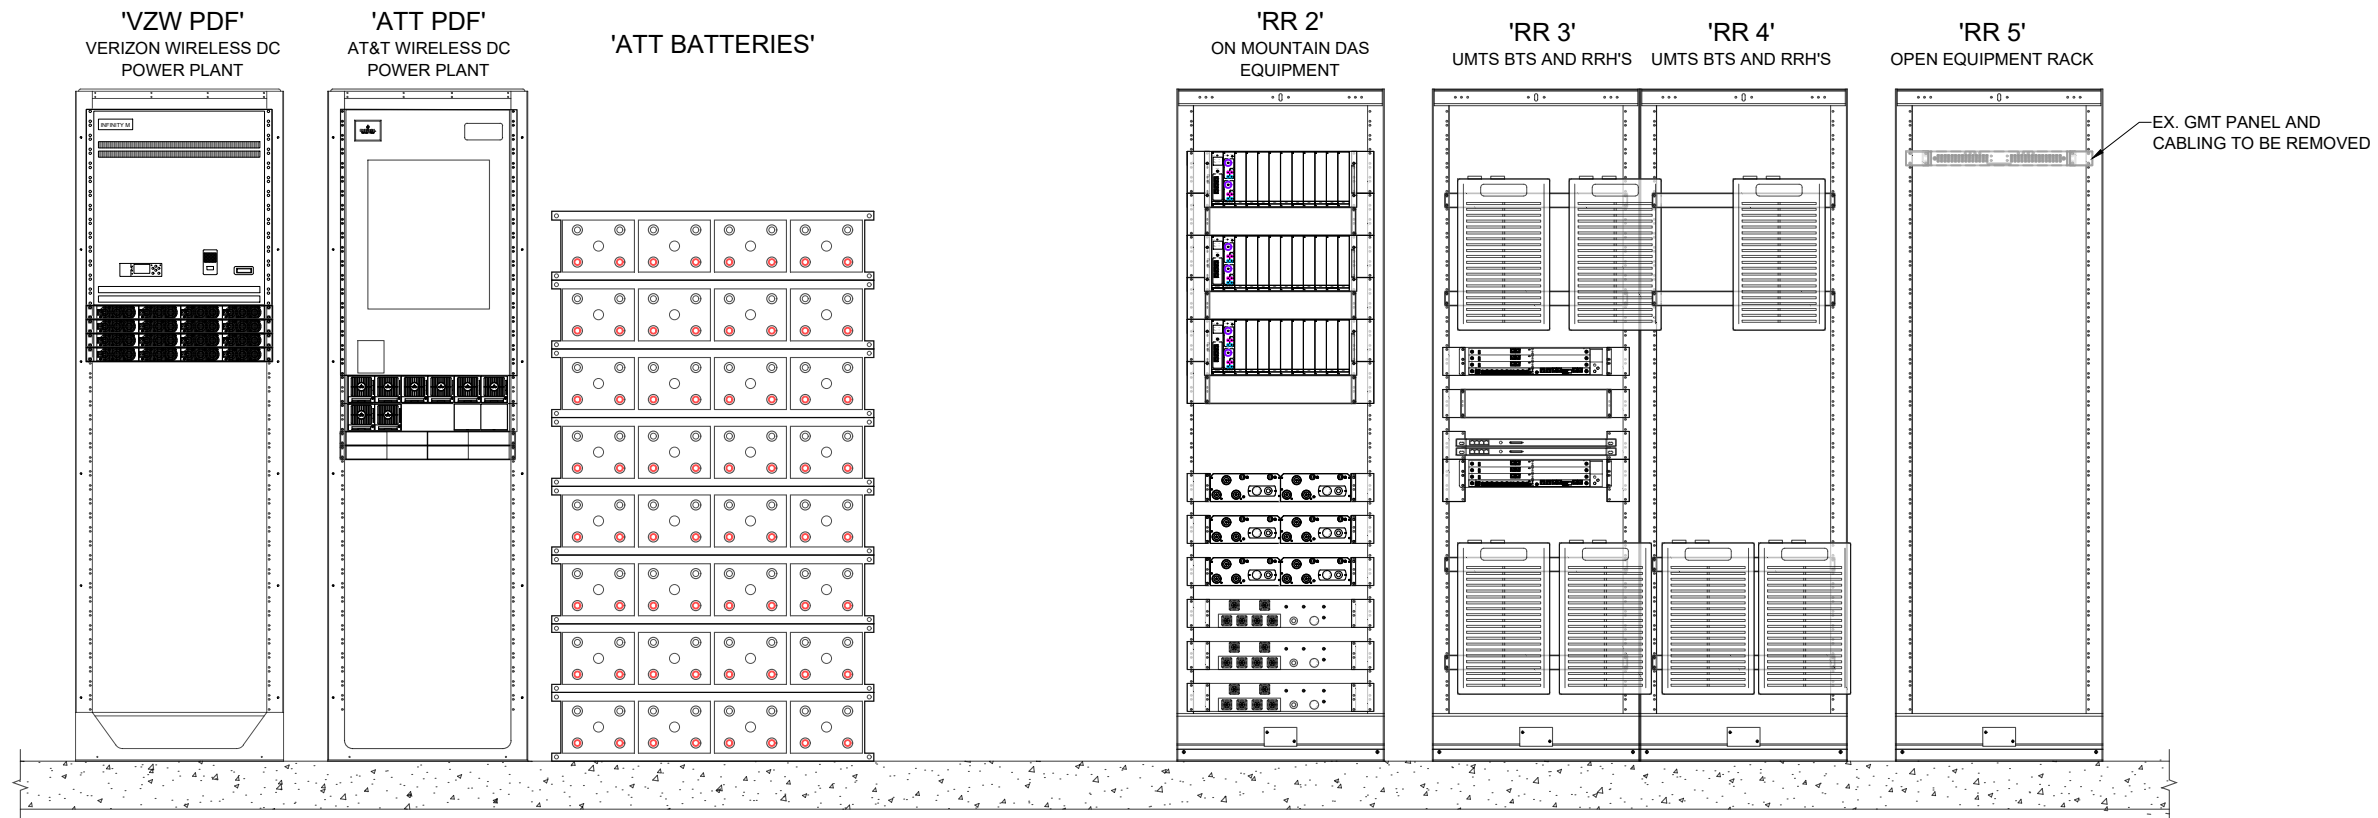 'VZW PDF'
VERIZON WIRELESS DC
POWER PLANT
'ATT PDF'
AT&T WIRELESS DC
POWER PLANT
'ATT BATTERIES'
'RR 2'
ON MOUNTAIN DAS
EQUIPMENT
'RR 3'
UMTS BTS AND RRH'S
'RR 4'
UMTS BTS AND RRH'S
'RR 5'
OPEN EQUIPMENT RACK
EX. GMT PANEL AND
CABLING TO BE REMOVED
INFINITY M